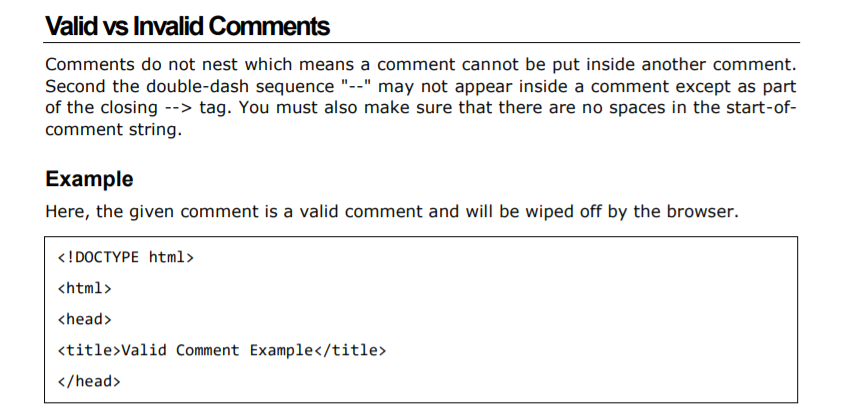 Valid vs Invalid Comments
Comments do not nest which means a comment cannot be put inside another comment.
Second the double-dash sequence "--" may not appear inside a comment except as part
of the closing --> tag. You must also make sure that there are no spaces in the start-of-
comment string.
Example
Here, the given comment is a valid comment and will be wiped off by the browser.
<!DOCTYPE html>
<html>
<head>
<title>Valid Comment Example</title>
</head>